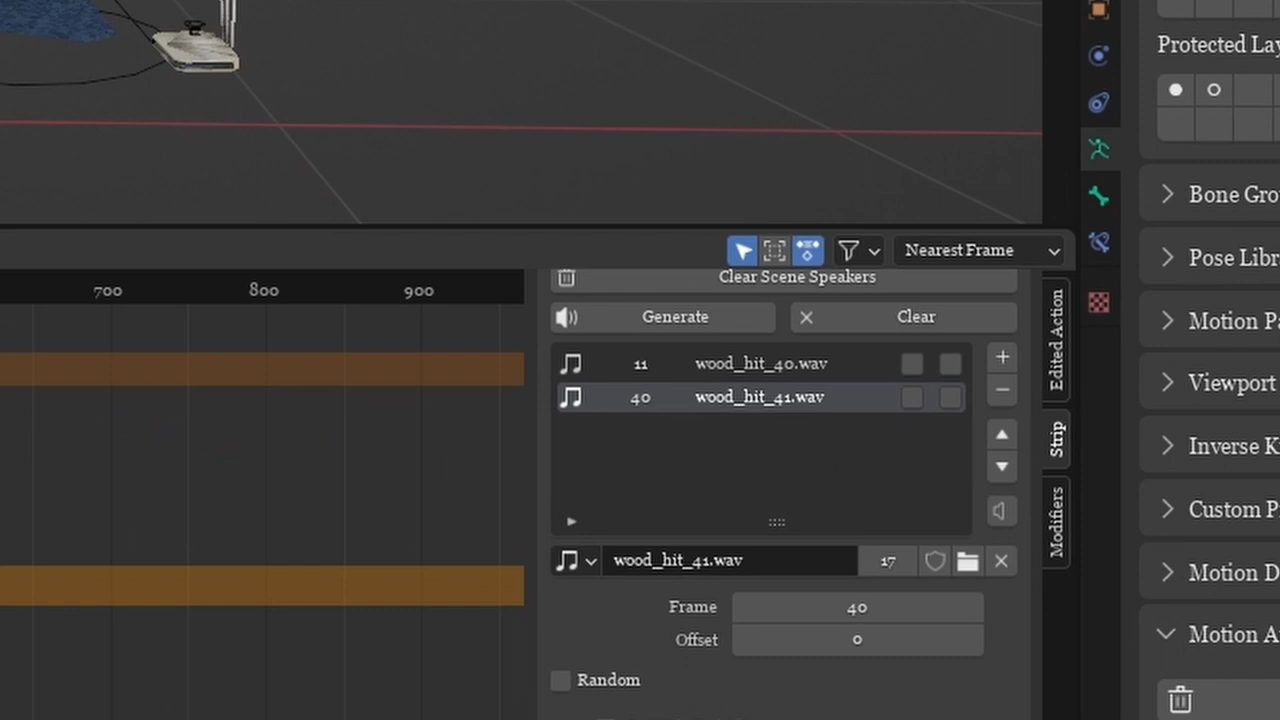 Protected Lay
Bone Gro
Nearest Frame
Pose Libr
Clear Scene Speakers
700 800 900
Generate Clear
Motion Pa
Edited Action
11 wood_hit_40.wav
40 wood_hit_41.wav
Viewport
Strip
Inverse K
Modifiers
Custom P
wood_hit_41.wav 17
Motion D
Frame 40
Offset 0
Motion A
Random